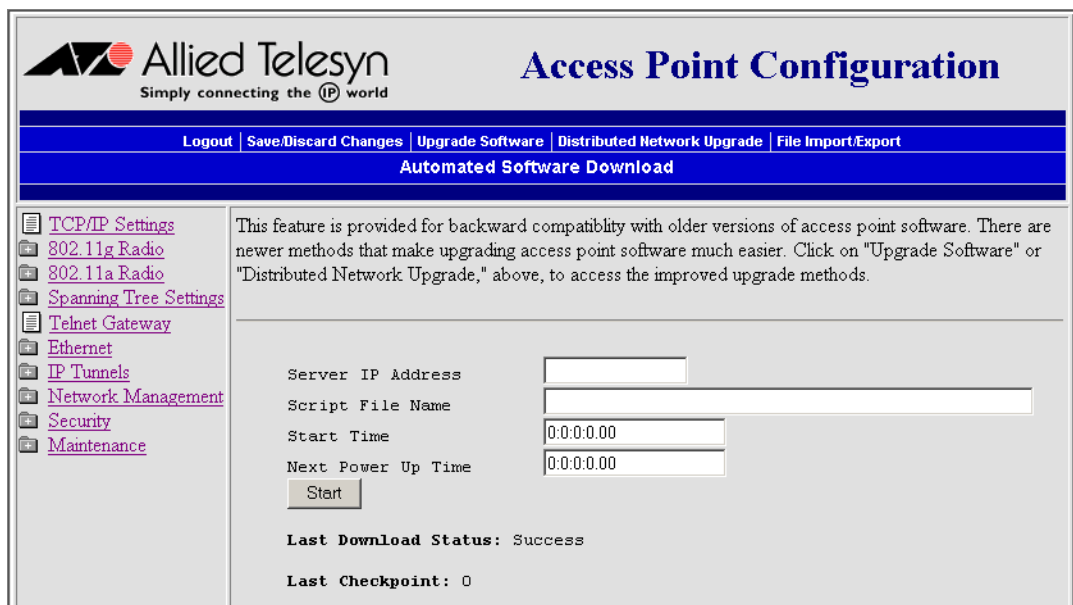 Allied Telesyn
Simply connecting the IP world
Access Point Configuration
Logout | Save/Discard Changes | Upgrade Software | Distributed Network Upgrade | File Import/Export
Automated Software Download
TCP/IP Settings
802.11g Radio
802.11a Radio
Spanning Tree Settings
Telnet Gateway
Ethernet
IP Tunnels
Network Management
Security
Maintenance
This feature is provided for backward compatiblity with older versions of access point software. There are
newer methods that make upgrading access point software much easier. Click on "Upgrade Software" or
"Distributed Network Upgrade," above, to access the improved upgrade methods.
Server IP Address
Script File Name
Start Time 0:0:0:0.00
Next Power Up Time 0:0:0:0.00
Start
Last Download Status: Success
Last Checkpoint: 0